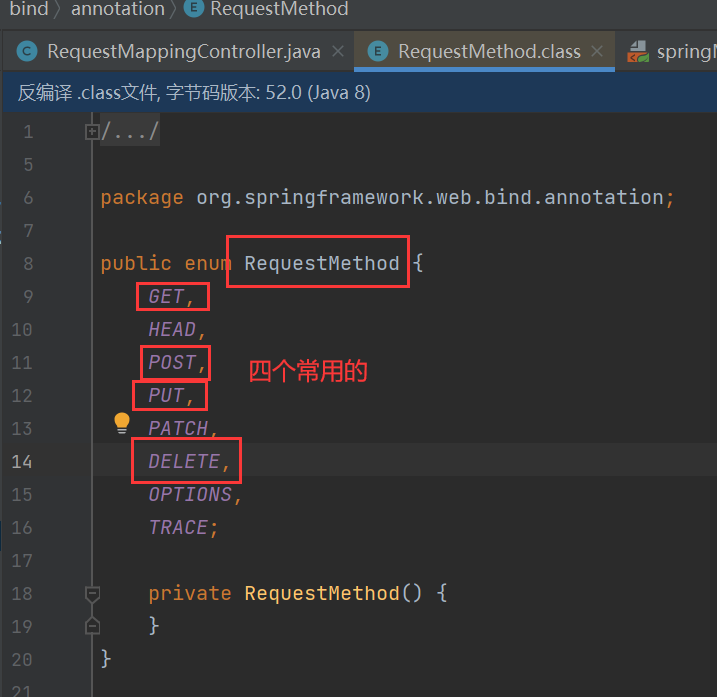 bind 〉 annotation 〉 E RequestMethod
C RequestMappingController.java × E RequestMethod.class × spring
反编译 .class文件, 字节码版本: 52.0 (Java 8)
1 /.../
5
6 package org.springframework.web.bind.annotation;
7
8 public enum RequestMethod {
9 GET,
10 HEAD,
11 POST, 四个常用的
12 PUT,
13 PATCH,
14 DELETE,
15 OPTIONS,
16 TRACE;
17
18 private RequestMethod() {
19 }
20 }
21